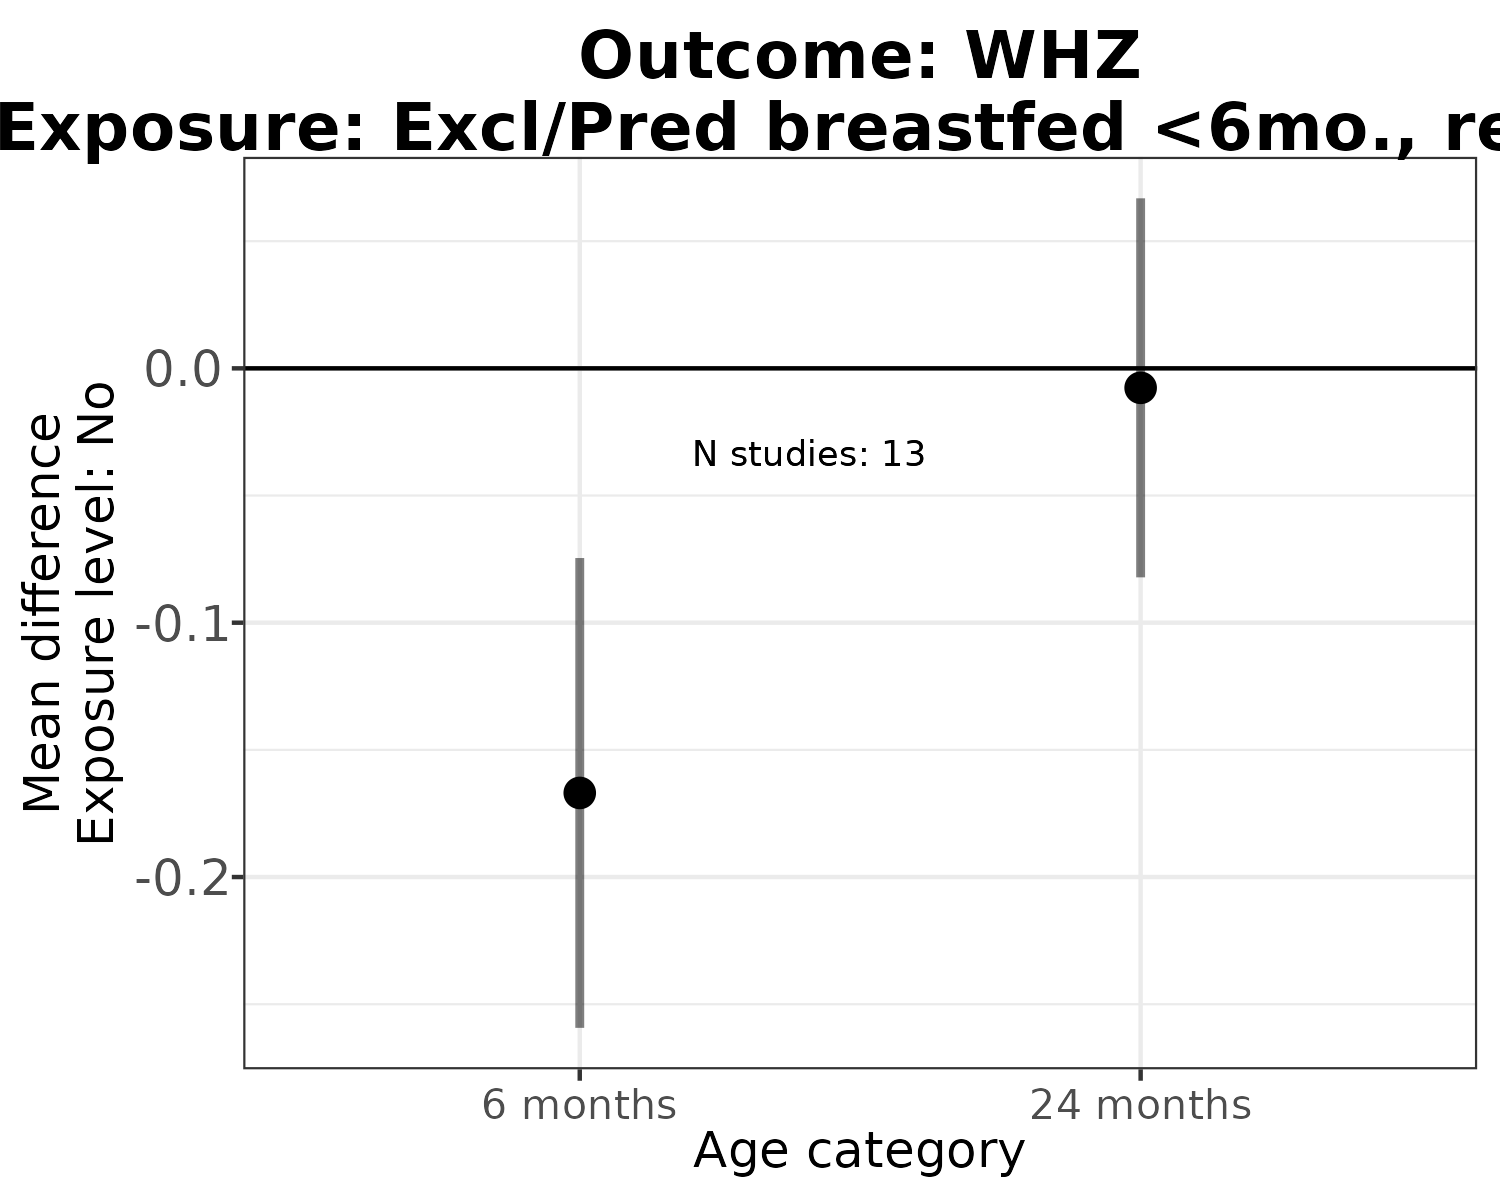 Outcome: WHZ
Exposure: Excl/Pred breastfed <6mo., re
0.0
-0.1
-0.2
Mean difference
Exposure level: No
N studies: 13
6 months
24 months
Age category